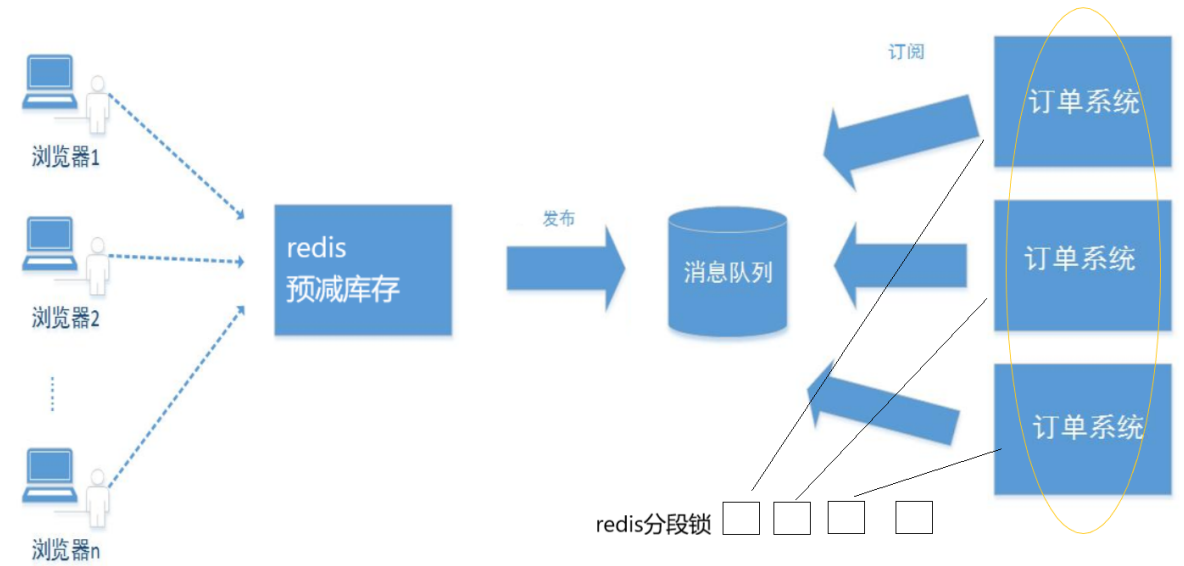 浏览器1
浏览器2
浏览器n
redis
预减库存
发布
消息队列
订阅
订单系统
订单系统
订单系统
redis分段锁